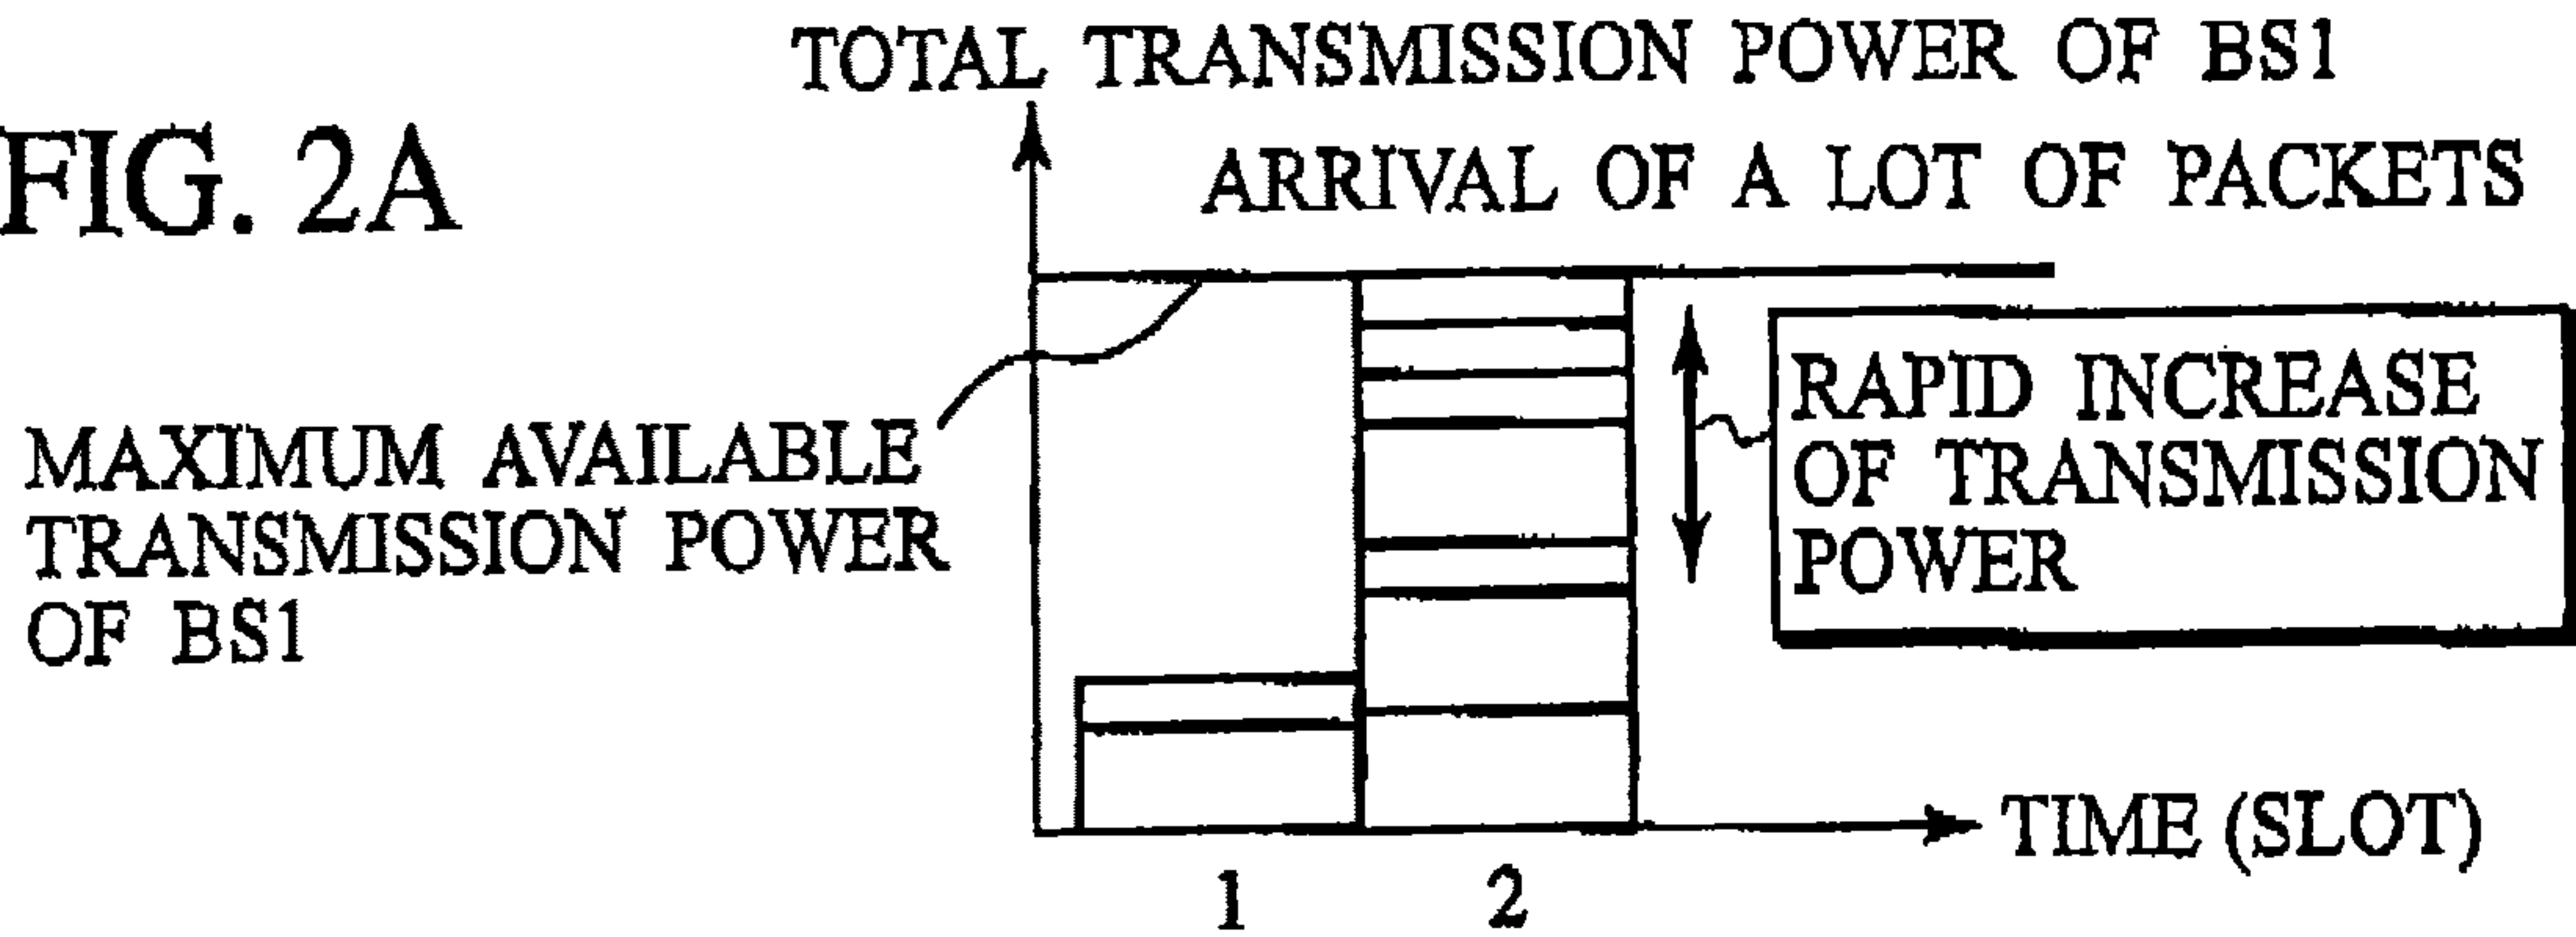 TOTAL TRANSMISSION POWER OF BS1
FIG. 2A
ARRIVAL OF A LOT OF PACKETS
MAXIMUM AVAILABLE
TRANSMISSION POWER
OF BS1
RAPID INCREASE
OF TRANSMISSION
POWER
TIME (SLOT)
1
2